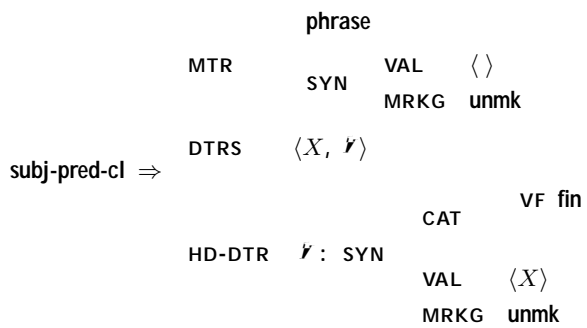 phrase
MTR SYN VAL ⟨ ⟩
MRKG unmk
subj-pred-cl ⇒ DTRS ⟨X, ⟩
CAT VF fin
HD-DTR : SYN
VAL ⟨X⟩
MRKG unmk